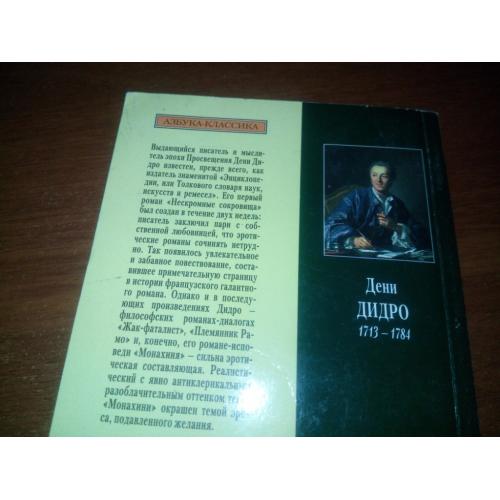 АЗБУКА-КЛАССИКА
Выдающийся писатель и мысли-
тель эпохи Просвещения Дени Ди-
дро известен, прежде всего, как
издатель знаменитой «Энциклопе-
дии, или Толкового словаря наук,
искусств и ремесел». Его первый
роман «Нескромные сокровища»
был создан в течение двух недель:
писатель заключил пари с соб-
ственной любовницей, что эроти-
ческие романы сочинять нетруд-
но. Так появилось увлекательное
и забавное повествование, соста-
вившее примечательную страницу
в истории французского галантно-
го романа. Однако и в последу-
ющих произведениях Дидро –
философских романах-диалогах
«Жак-фаталист», «Племянник Ра-
мо» и, конечно, его романе-испо-
веди «Монахиня» – сильна эроти-
ческая составляющая. Реалисти-
ческий с явно антиклерикальным
разоблачительным оттенком
«Монахини» окрашен темой
са, подавленного желания.
Дени
ДИДРО
1713 – 1784